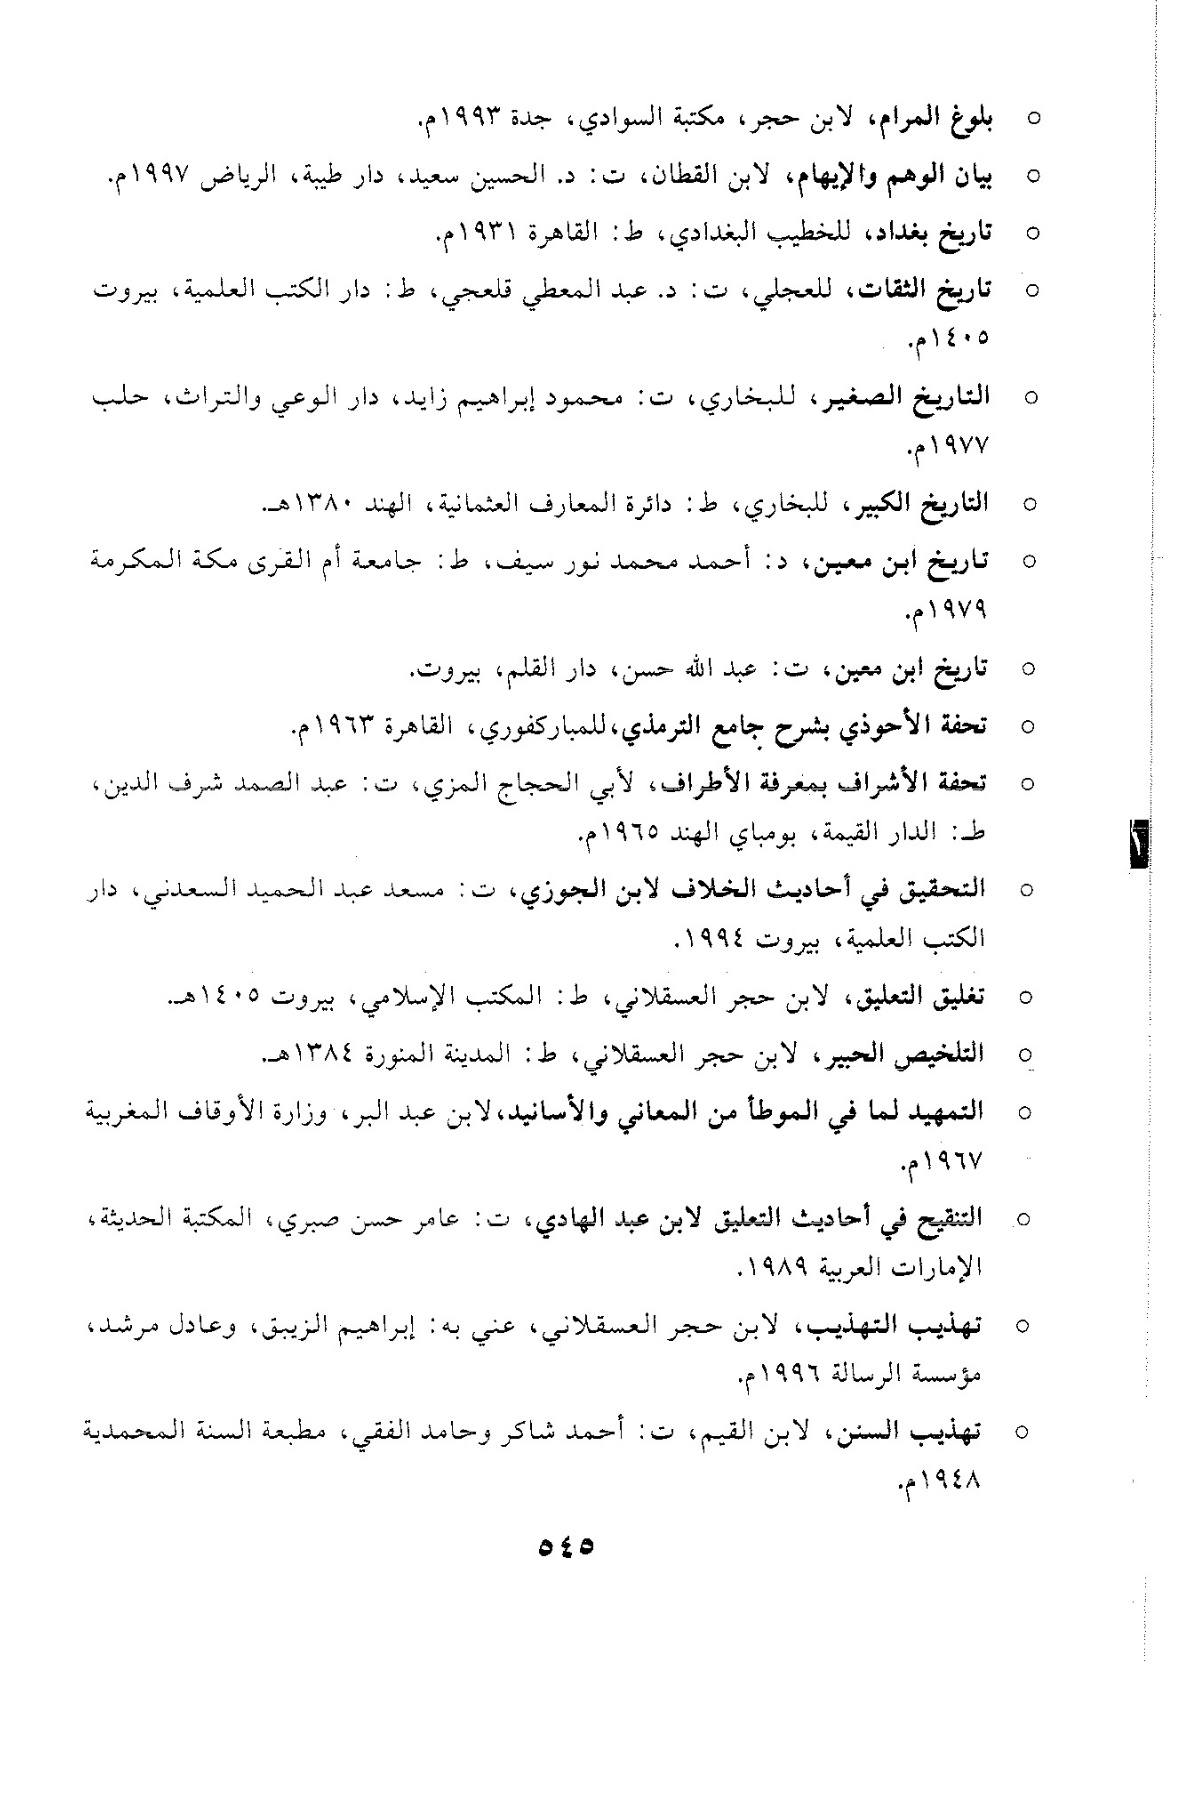 ○ بلوغ المرام، لابن حجر، مكتبة السوادي، جدة ١٩٩٣م.
○ بيان الوهم والإيهام، لابن القطان، ت: د. الحسين سعيد، دار طيبة، الرياض ١٩٩٧م.
○ تاريخ بغداد، للخطيب البغدادي، ط: القاهرة ١٩٣١م.
○ تاريخ الثقات، للعجلي، ت: د. عبد المعطي قلعجي، ط: دار الكتب العلمية، بيروت
١٤٠٥م.
○ التاريخ الصغير، للبخاري، ت: محمود إبراهيم زايد، دار الوعي والتراث، حلب
١٩٧٧م.
○ التاريخ الكبير، للبخاري، ط: دائرة المعارف العثمانية، الهند ١٣٨٠هـ.
○ تاريخ ابن معين، د: أحمد محمد نور سيف، ط: جامعة أم القرى مكة المكرمة
١٩٧٩م.
○ تاريخ ابن معين، ت: عبد الله حسن، دار القلم، بيروت.
○ تحفة الأحوذي بشرح جامع الترمذي، للمباركفوري، القاهرة ١٩٦٣م.
○ تحفة الأشراف بمعرفة الأطراف، لأبي الحجاج المزي، ت: عبد الصمد شرف الدين،
طـ: الدار القيمة، بومباي الهند ١٩٦٥م.
○ التحقيق في أحاديث الخلاف لابن الجوزي، ت: مسعد عبد الحميد السعدني، دار
الكتب العلمية، بيروت ١٩٩٤.
○ تغليق التعليق، لابن حجر العسقلاني، ط: المكتب الإسلامي، بيروت ١٤٠٥هـ.
○ التلخيص الحبير، لابن حجر العسقلاني، ط: المدينة المنورة ١٣٨٤هـ.
○ التمهيد لما في الموطأ من المعاني والأسانيد، لابن عبد البر، وزارة الأوقاف المغربية
١٩٦٧م.
○ التنقيح في أحاديث التعليق لابن عبد الهادي، ت: عامر حسن صبري، المكتبة الحديثة،
الإمارات العربية ١٩٨٩.
○ تهذيب التهذيب، لابن حجر العسقلاني، عني به: إبراهيم الزيبق، وعادل مرشد،
مؤسسة الرسالة ١٩٩٦م.
○ تهذيب السنن، لابن القيم، ت: أحمد شاكر وحامد الفقي، مطبعة السنة المحمدية
١٩٤٨م.
٥٤٥